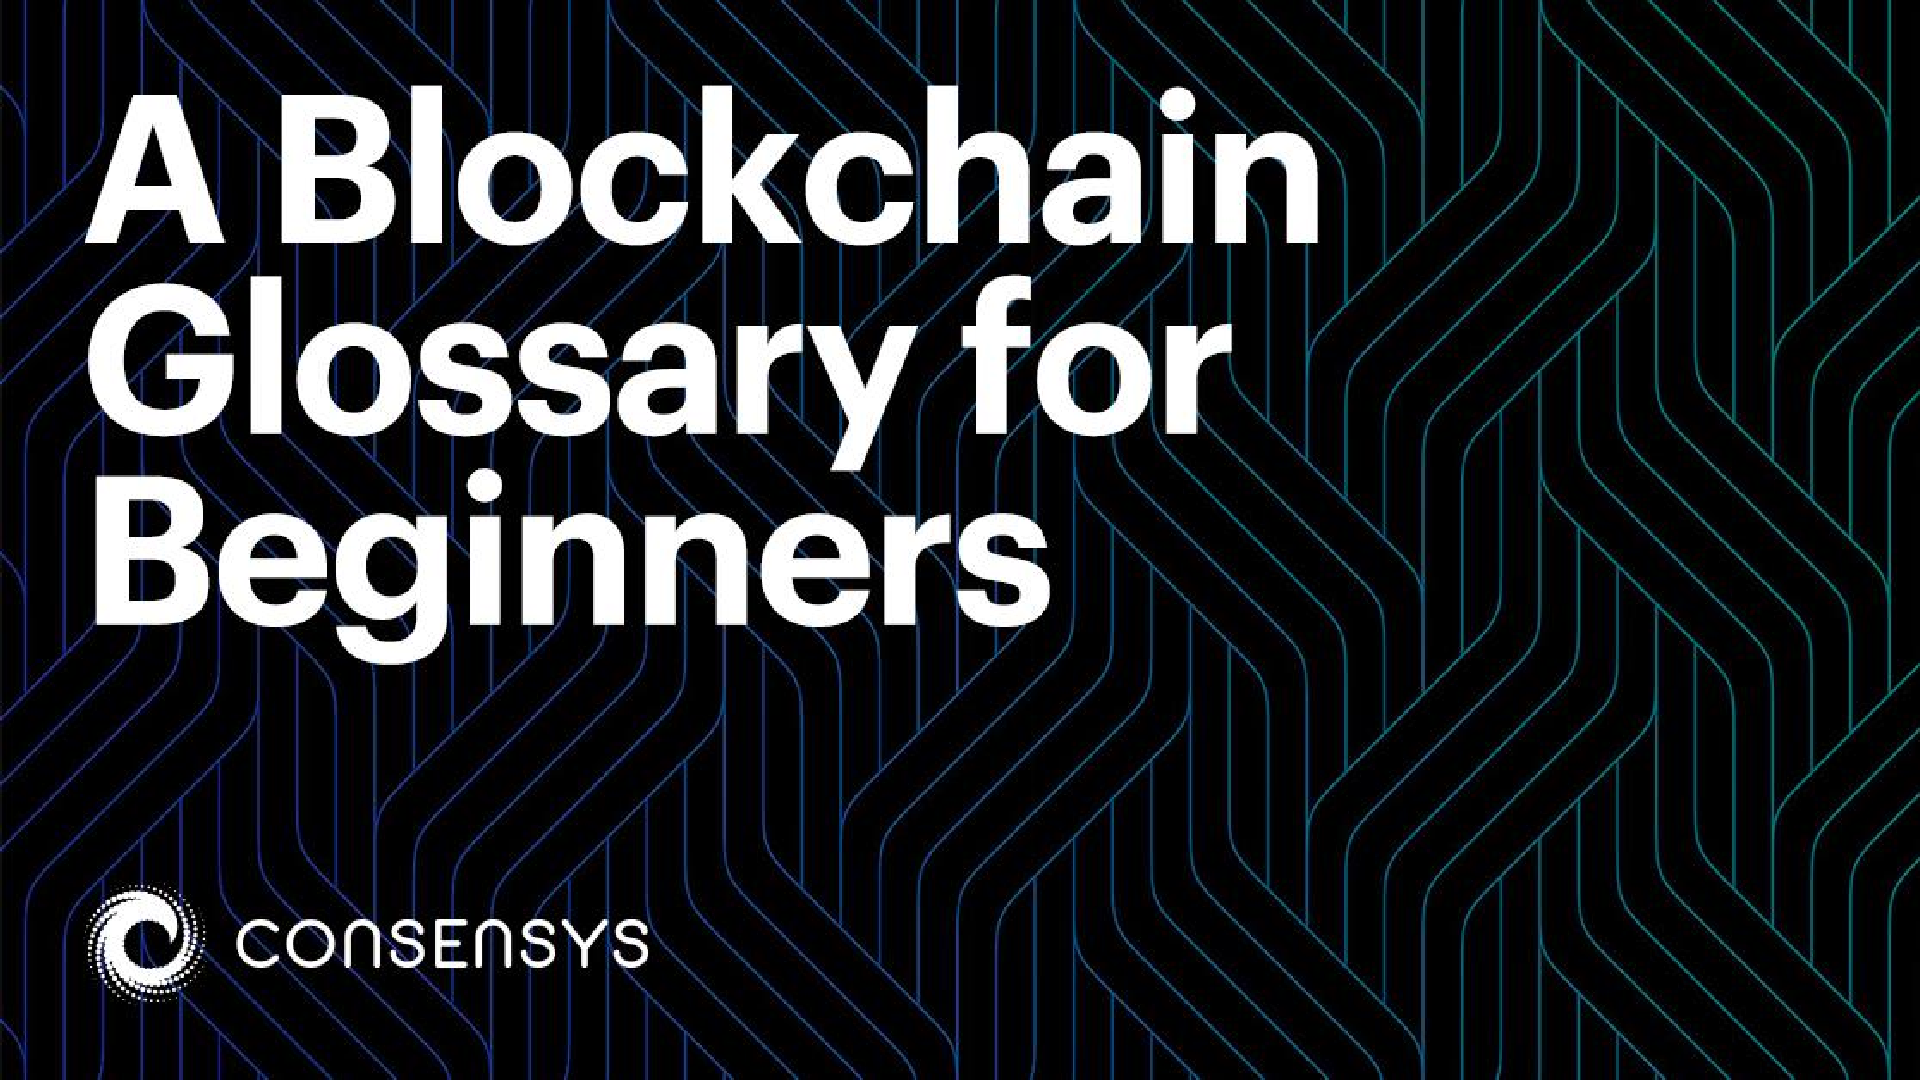 A Blockchain
Glossary for
Beginners
CONSENSYS